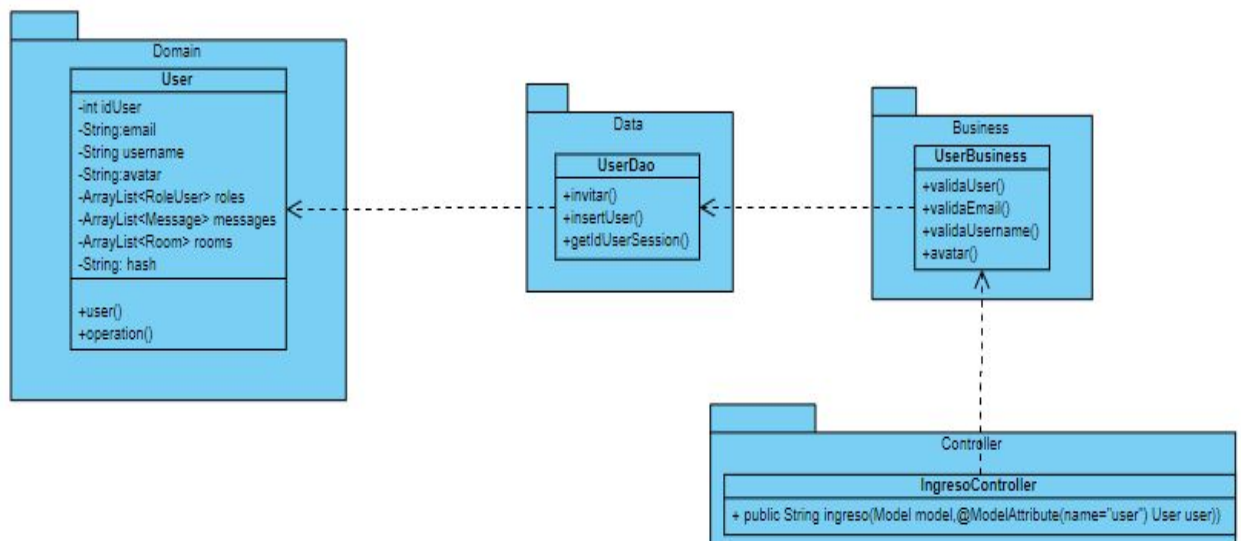 Domain
User
-int idUser
-String:email
-String username
-String:avatar
-ArrayList<RoleUser> roles
-ArrayList<Message> messages
-ArrayList<Room> rooms
-String: hash
+user()
+operation()
Data
UserDao
+invitar()
+insertUser()
+getIdUserSession()
Business
UserBusiness
+validaUser()
+validaEmail()
+validaUsername()
+avatar()
Controller
IngresoController
+ public String ingreso(Model model,@ModelAttribute(name="user") User user))